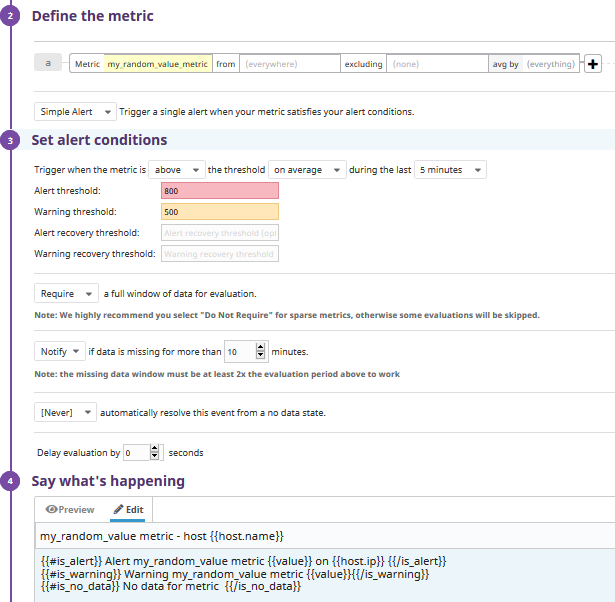 2 Define the metric
a Metric my_random_value_metric from (everywhere) excluding (none) avg by (everything) +
Simple Alert Trigger a single alert when your metric satisfies your alert conditions.
3 Set alert conditions
Trigger when the metric is above the threshold on average during the last 5 minutes
Alert threshold: 800
Warning threshold: 500
Alert recovery threshold: Alert recovery threshold (opt
Warning recovery threshold: Warning recovery threshold
Require a full window of data for evaluation.
Note: We highly recommend you select "Do Not Require" for sparse metrics, otherwise some evaluations will be skipped.
Notify if data is missing for more than 10 minutes.
Note: the missing data window must be at least 2x the evaluation period above to work
[Never] automatically resolve this event from a no data state.
Delay evaluation by 0 seconds
4 Say what's happening
Preview Edit
my_random_value metric - host {{host.name}}
{{#is_alert}} Alert my_random_value metric {{value}} on {{host.ip}} {{/is_alert}}
{{#is_warning}} Warning my_random_value metric {{value}}{{/is_warning}}
{{#is_no_data}} No data for metric {{/is_no_data}}